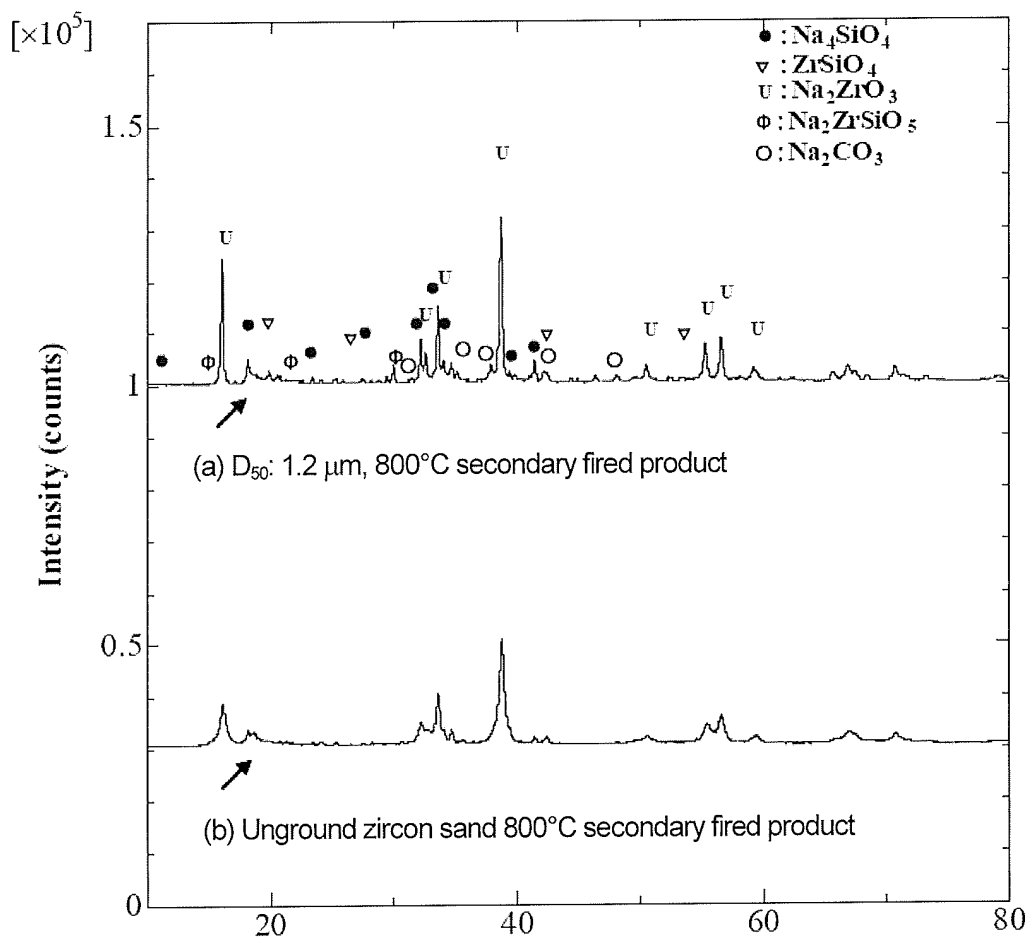 [×10⁵]
● : Na₄SiO₄
▽ : ZrSiO₄
U : Na₂ZrO₃
Φ : Na₂ZrSiO₅
○ : Na₂CO₃
1.5
U
U
U
U
U
U
U
U
Φ
Φ
Φ
1
(a) D₅₀: 1.2 μm, 800°C secondary fired product
Intensity (counts)
0.5
(b) Unground zircon sand 800°C secondary fired product
0
20
40
60
80